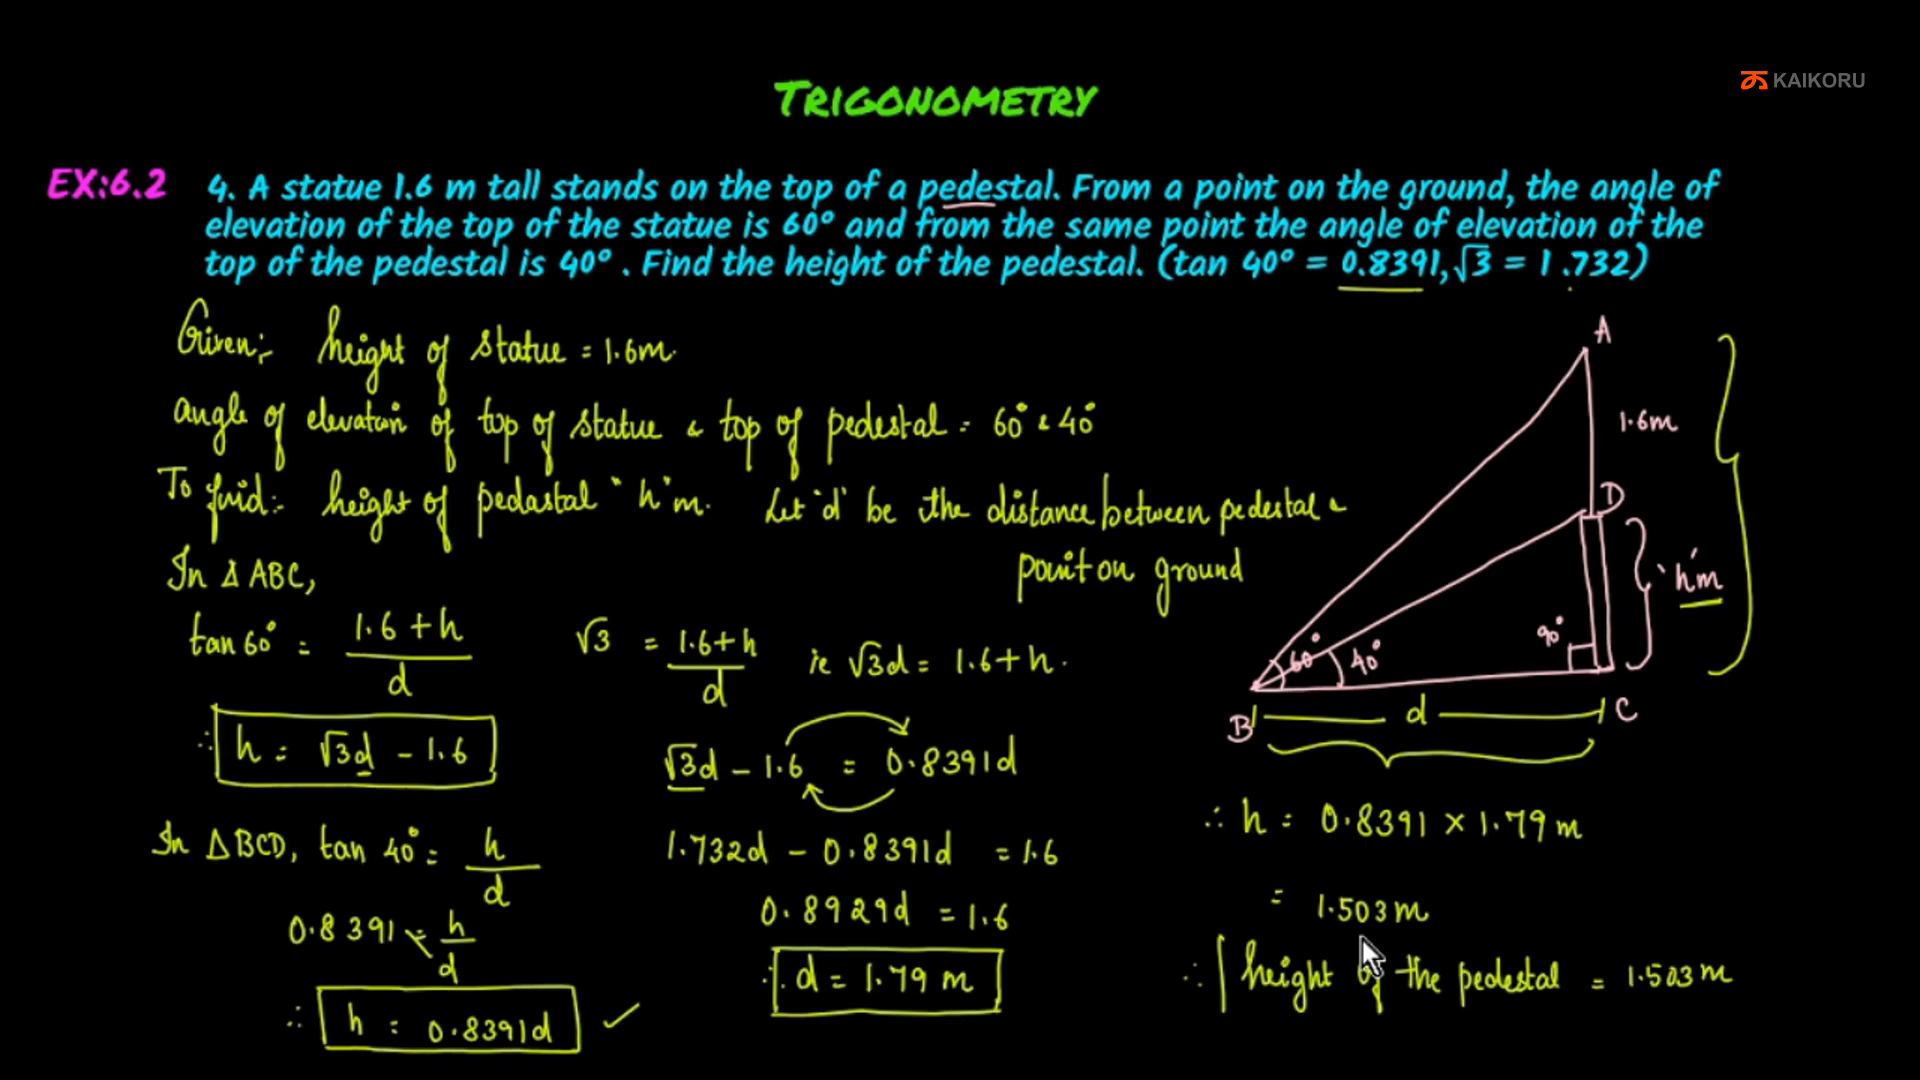 TRIGONOMETRY
KAIKORU
EX:6.2
4. A statue 1.6 m tall stands on the top of a pedestal. From a point on the ground, the angle of
elevation of the top of the statue is 60° and from the same point the angle of elevation of the
top of the pedestal is 40° . Find the height of the pedestal. (tan 40° = 0.8391, √3 = 1 .732)
Given:- height of statue = 1.6m.
angle of elevation of top of statue & top of pedestal = 60° & 40°
To find:- height of pedastal "h"m. Let 'd' be the distance between pedestal &
point on ground
In Δ ABC,
tan 60° = (1.6 + h)/d
√3 = (1.6+h)/d
ie √3d = 1.6+h.
∴ h = √3d - 1.6
In ΔBCD, tan 40° = h/d
0.8391 = h/d
∴ h = 0.8391d ✓
√3d - 1.6 = 0.8391d
1.732d - 0.8391d = 1.6
0.8929d = 1.6
∴ d = 1.79 m
A
1.6m
D
'h'm
90°
60°
40°
B
d
C
∴ h = 0.8391 × 1.79 m
= 1.503 m
∴ height of the pedestal = 1.503 m